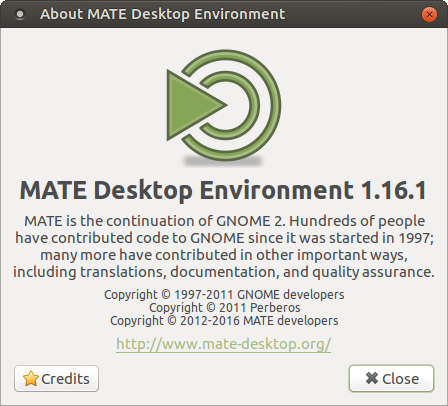 About MATE Desktop Environment
MATE Desktop Environment 1.16.1
MATE is the continuation of GNOME 2. Hundreds of people
have contributed code to GNOME since it was started in 1997;
many more have contributed in other important ways,
including translations, documentation, and quality assurance.
Copyright © 1997-2011 GNOME developers
Copyright © 2011 Perberos
Copyright © 2012-2016 MATE developers
http://www.mate-desktop.org/
Credits
Close